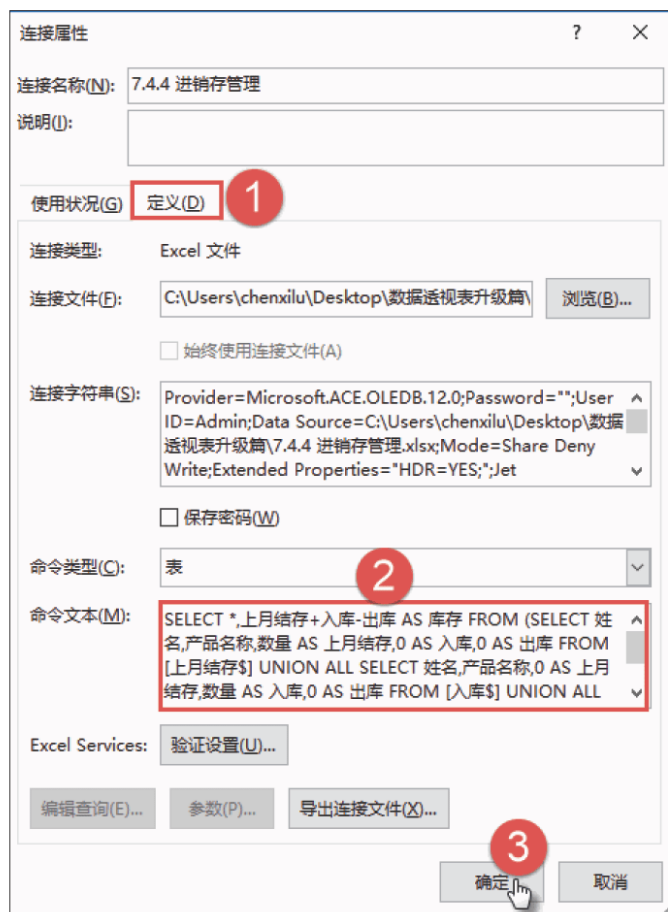 连接属性 ?
连接名称(N): 7.4.4 进销存管理
说明(I):
使用状况(G) 定义(D) 1
连接类型: Excel 文件
连接文件(F): C:\Users\chenxilu\Desktop\数据透视表升级篇\ 浏览(B)...
始终使用连接文件(A)
连接字符串(S): Provider=Microsoft.ACE.OLEDB.12.0;Password="";User
ID=Admin;Data Source=C:\Users\chenxilu\Desktop\数据
透视表升级篇\7.4.4 进销存管理.xlsx;Mode=Share Deny
Write;Extended Properties="HDR=YES;";Jet
保存密码(W)
命令类型(C): 表 2
命令文本(M): SELECT *,上月结存+入库-出库 AS 库存 FROM (SELECT 姓
名,产品名称,数量 AS 上月结存,0 AS 入库,0 AS 出库 FROM
[上月结存$] UNION ALL SELECT 姓名,产品名称,0 AS 上月
结存,数量 AS 入库,0 AS 出库 FROM [入库$] UNION ALL
Excel Services: 验证设置(U)...
编辑查询(E)... 参数(P)... 导出连接文件(X)...
3
确定 取消